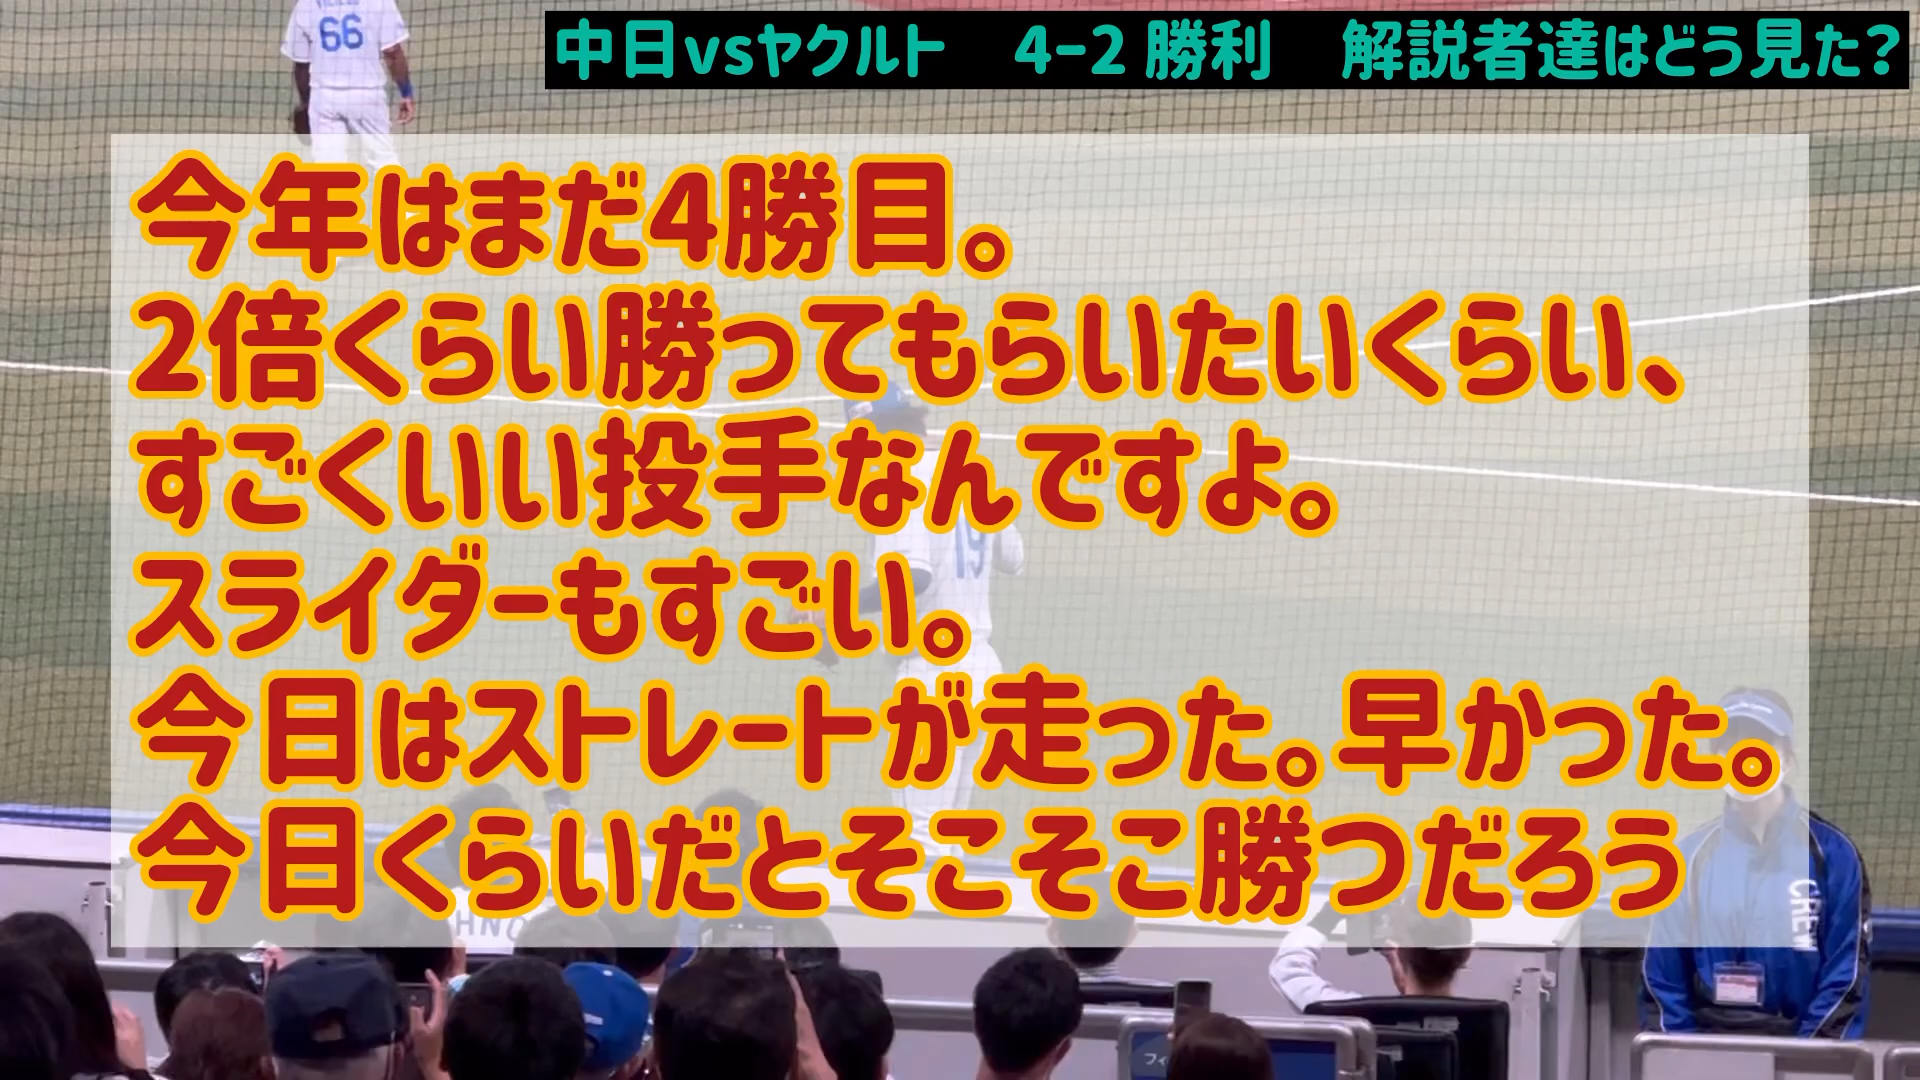 66
中日vsヤクルト　4-2 勝利　解説者達はどう見た？
今年はまだ4勝目。
2倍くらい勝ってもらいたいくらい、
すごくいい投手なんですよ。
19
スライダーもすごい。
今日はストレートが走った。早かった。
今日くらいだとそこそこ勝つだろう
CREW